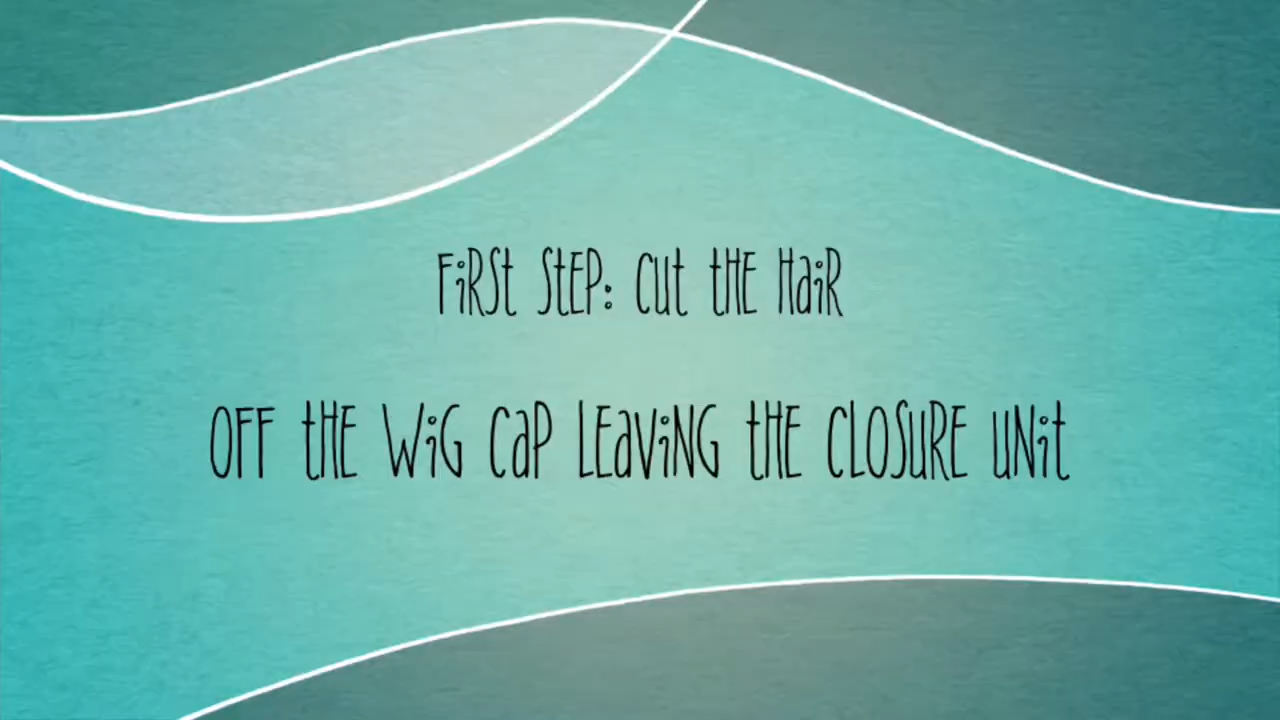 FiRSt StEP: Cut tHE HaiR
OFF tHE WiG CaP LEaViNG tHE CLOSuRE uNit